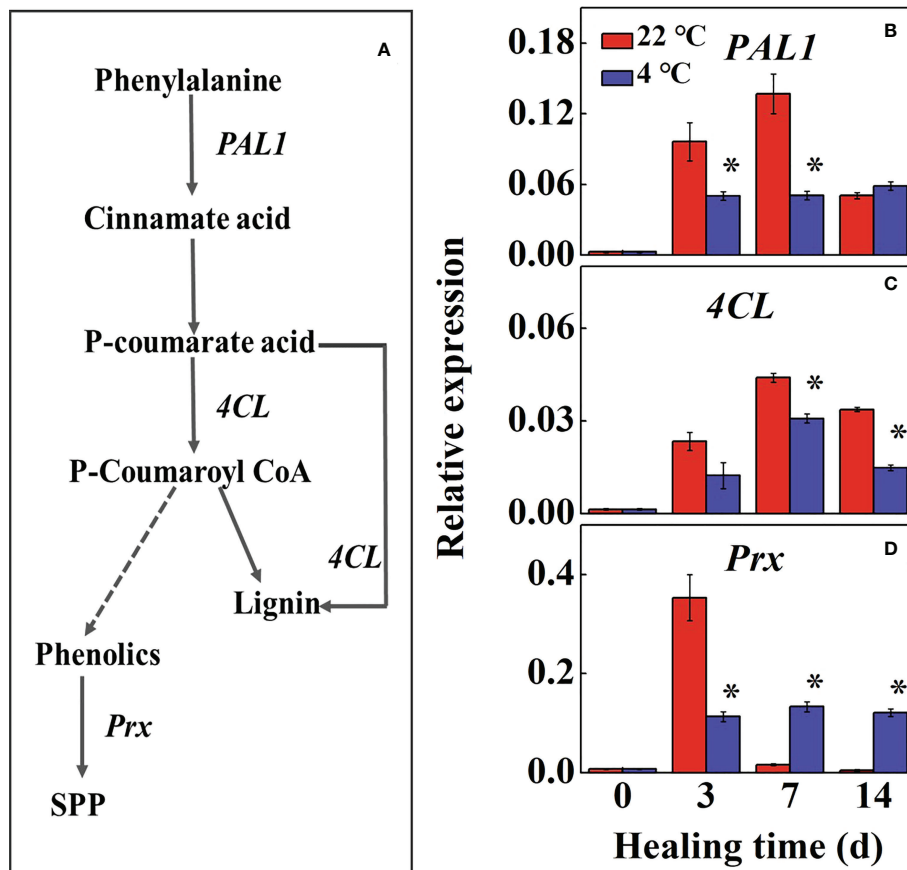 A
Phenylalanine
PAL1
Cinnamate acid
P-coumarate acid
4CL
P-Coumaroyl CoA
4CL
Lignin
Phenolics
Prx
SPP
Relative expression
B
22 °C
4 °C
PAL1
0.18
0.12
0.06
0.00
*
*
C
4CL
0.06
0.03
0.00
*
*
D
Prx
0.4
0.2
0.0
*
*
*
0 3 7 14
Healing time (d)